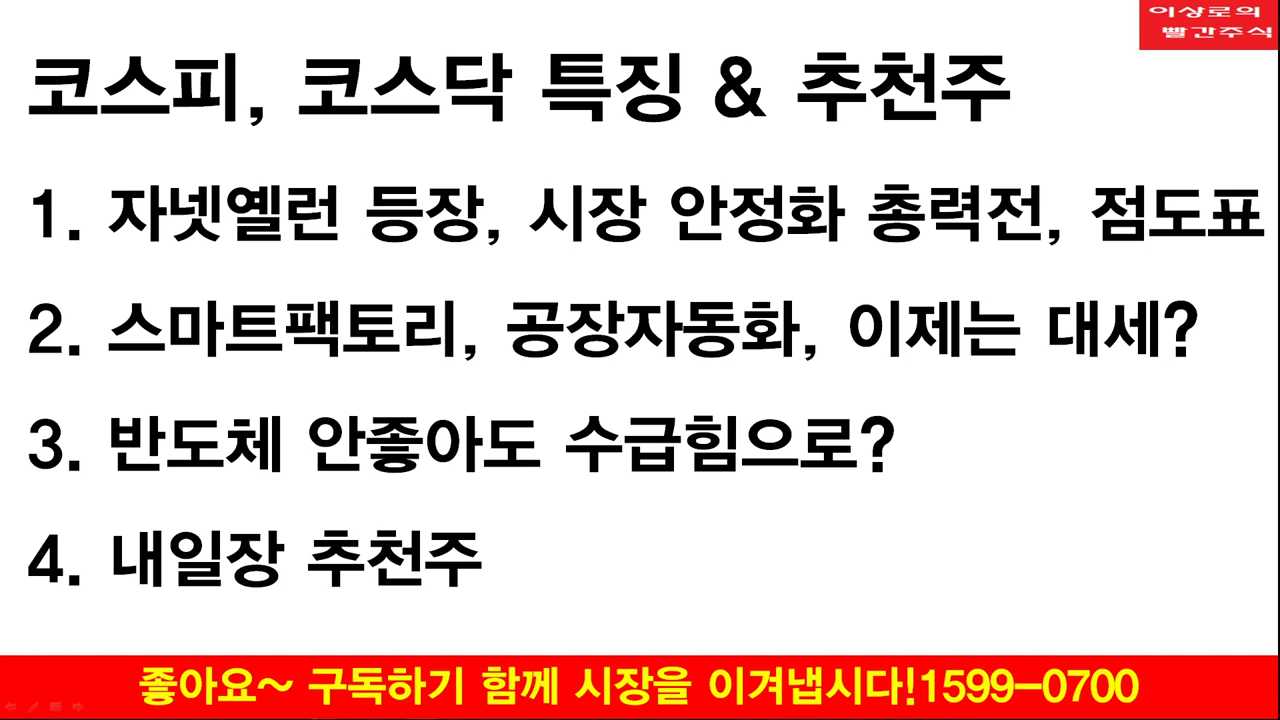 이상로의
빨간주식
코스피, 코스닥 특징 & 추천주
1. 자넷옐런 등장, 시장 안정화 총력전, 점도표
2. 스마트팩토리, 공장자동화, 이제는 대세?
3. 반도체 안좋아도 수급힘으로?
4. 내일장 추천주
좋아요~ 구독하기 함께 시장을 이겨냅시다!1599-0700